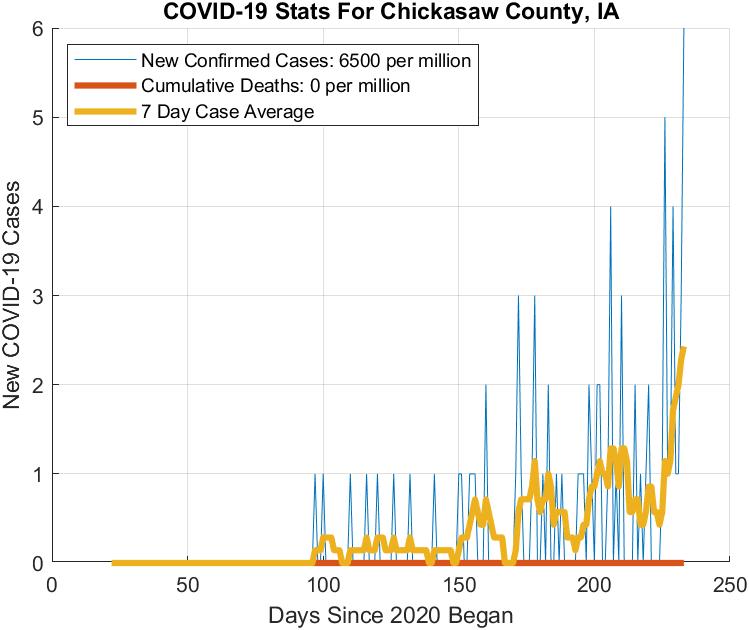 COVID-19 Stats For Chickasaw County, IA
New Confirmed Cases: 6500 per million
Cumulative Deaths: 0 per million
7 Day Case Average
New COVID-19 Cases
6
5
4
3
2
1
0
0 50 100 150 200 250
Days Since 2020 Began